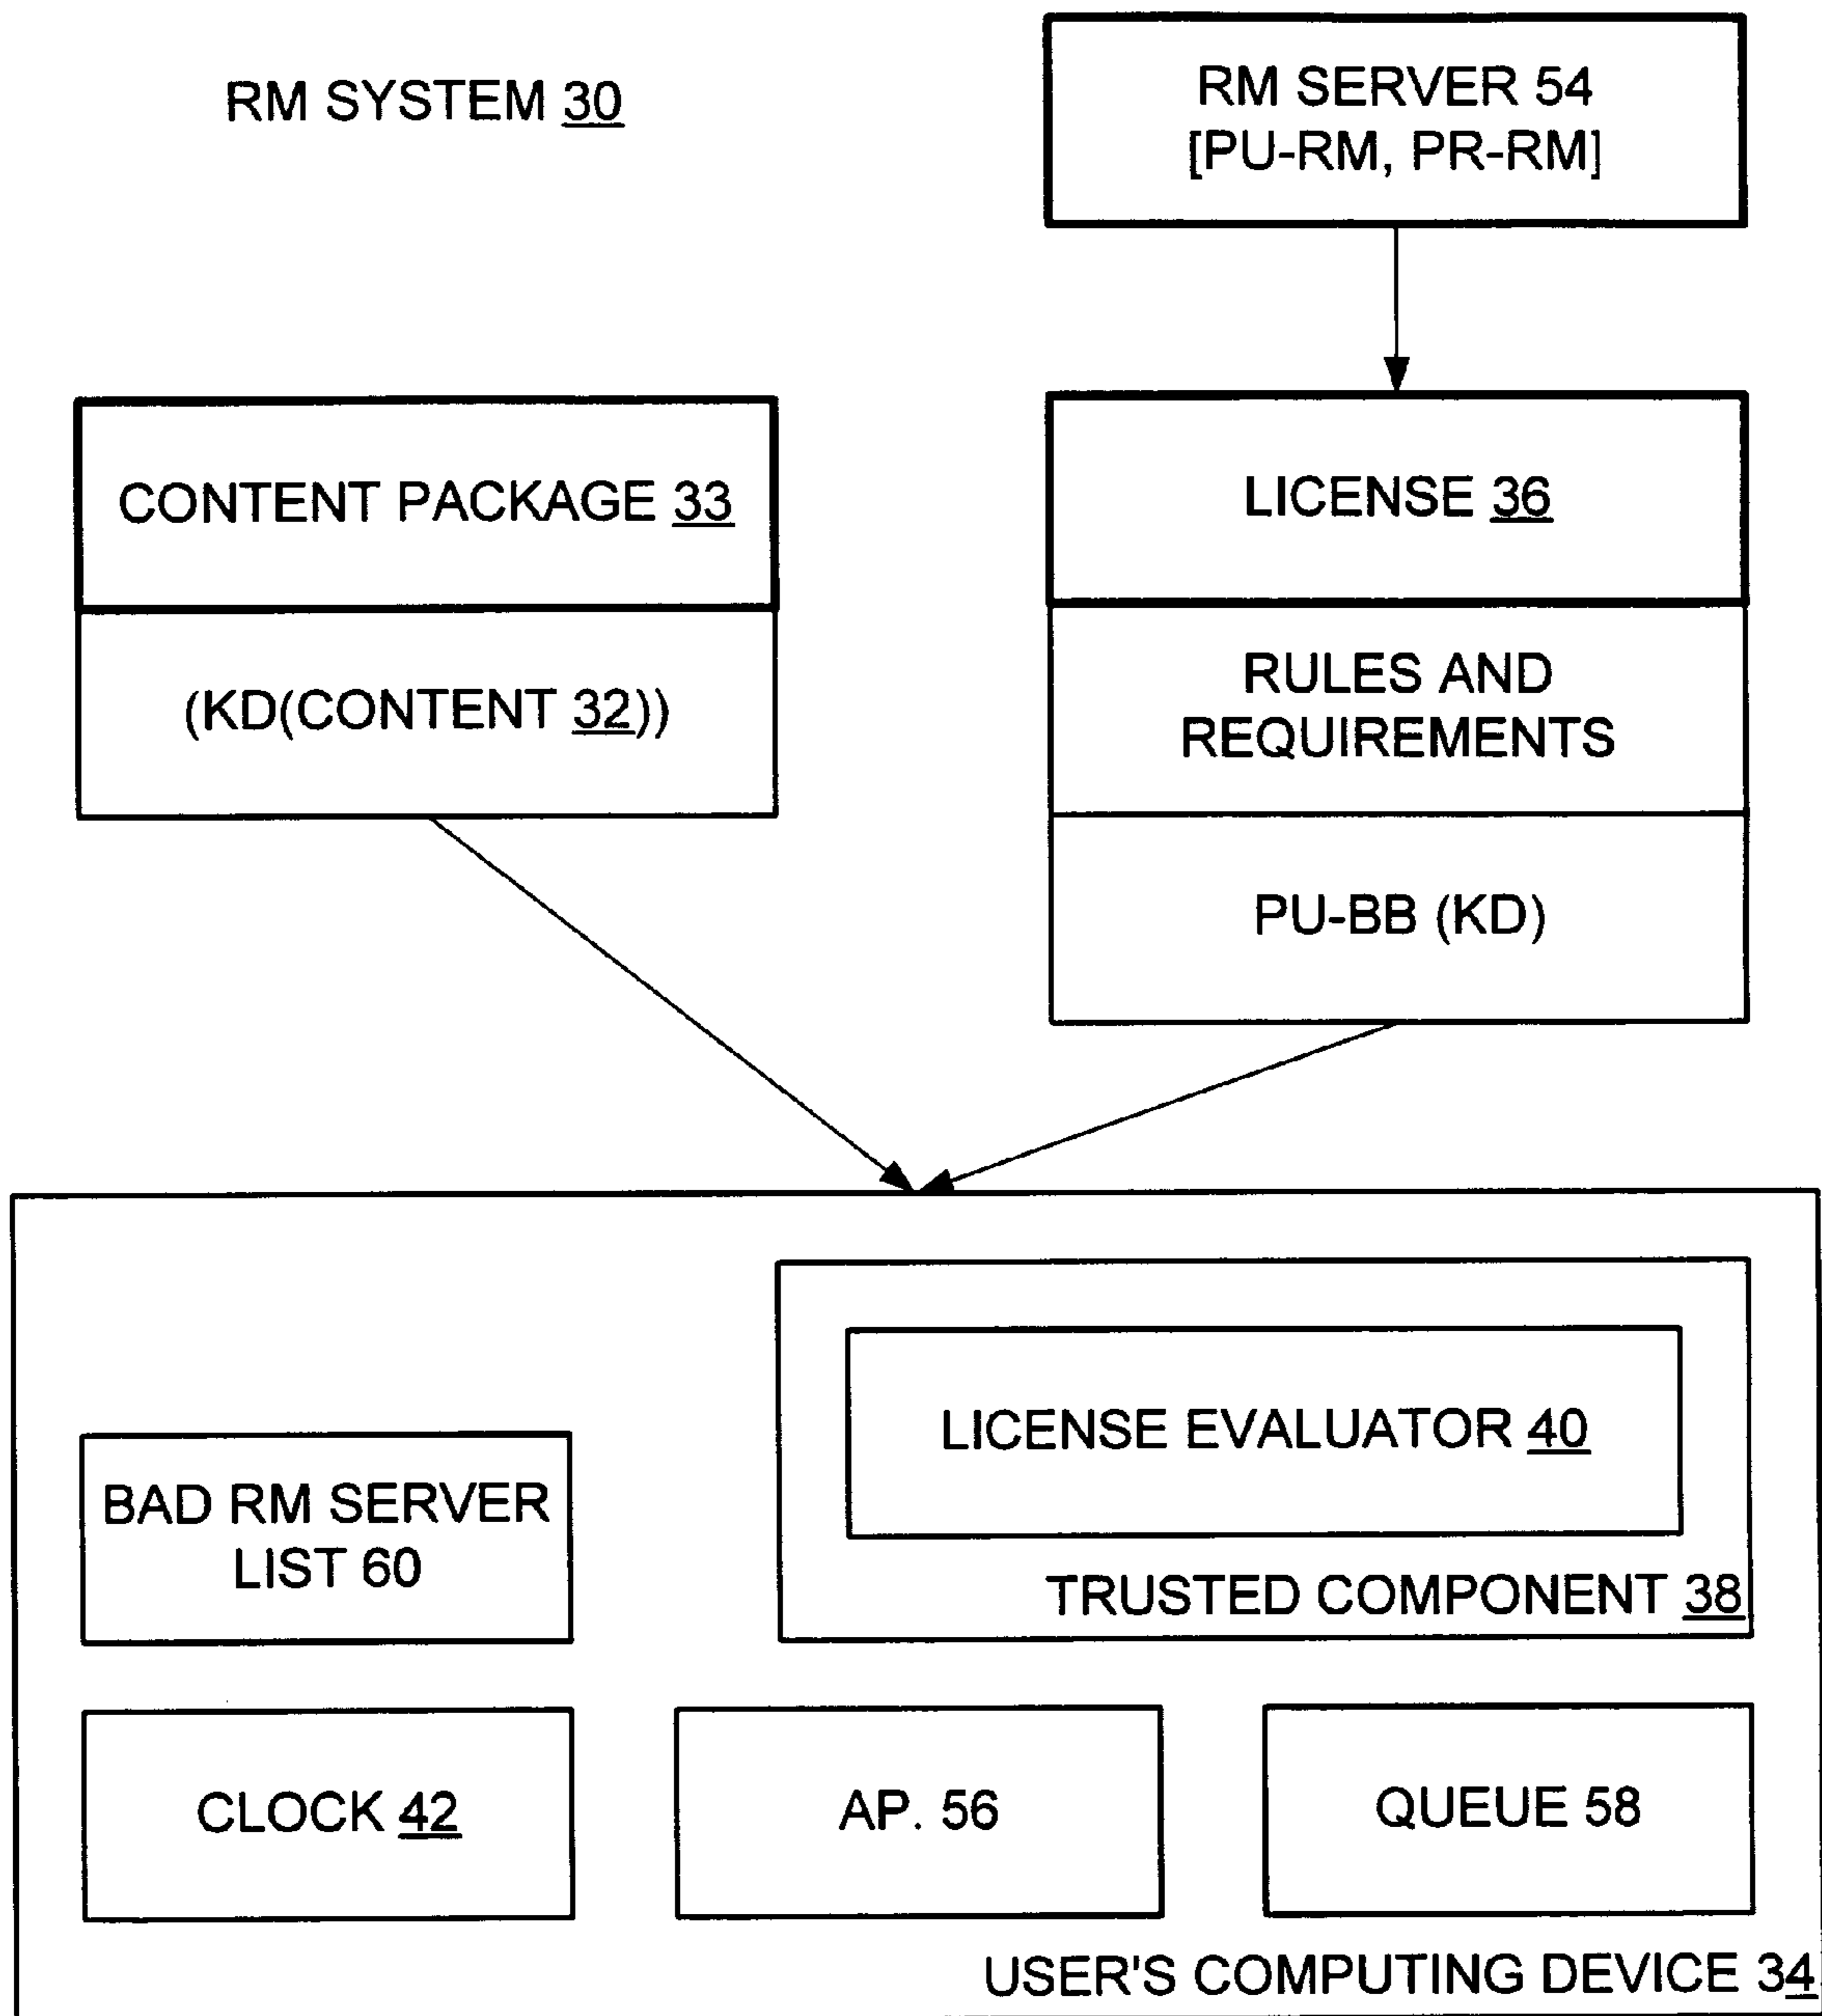 RM SYSTEM 30
RM SERVER 54
[PU-RM, PR-RM]
CONTENT PACKAGE 33
(KD(CONTENT 32))
LICENSE 36
RULES AND
REQUIREMENTS
PU-BB (KD)
LICENSE EVALUATOR 40
TRUSTED COMPONENT 38
BAD RM SERVER
LIST 60
CLOCK 42
AP. 56
QUEUE 58
USER'S COMPUTING DEVICE 34